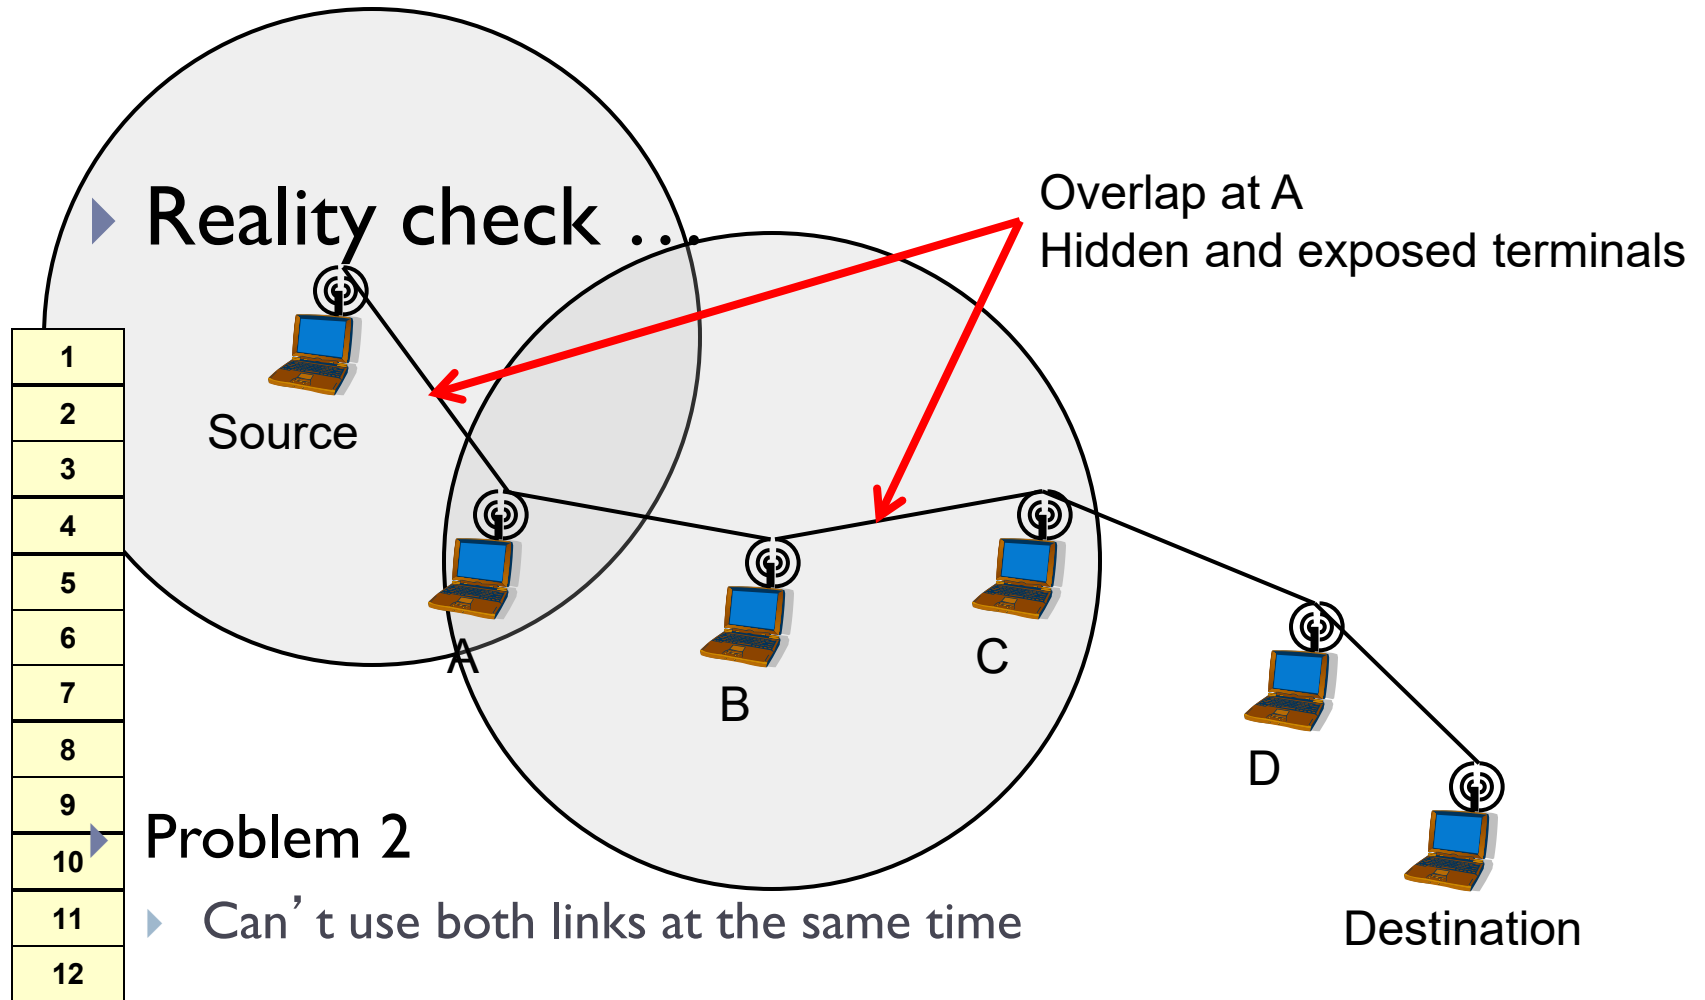 Reality check …
Overlap at A
Hidden and exposed terminals
Source
A
B
C
D
Destination
1
2
3
4
5
6
7
8
9
10
11
12
Problem 2
Can’t use both links at the same time